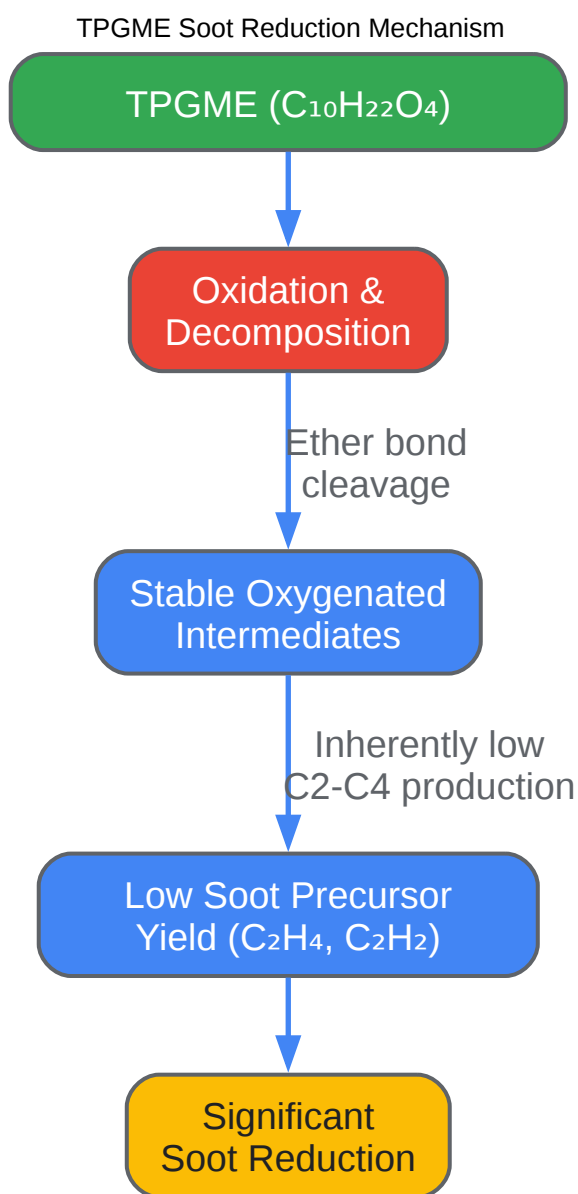 TPGME Soot Reduction Mechanism
TPGME (C₁₀H₂₂O₄)
Oxidation &
Decomposition
Ether bond
cleavage
Stable Oxygenated
Intermediates
Inherently low
C2-C4 production
Low Soot Precursor
Yield (C₂H₄, C₂H₂)
Significant
Soot Reduction